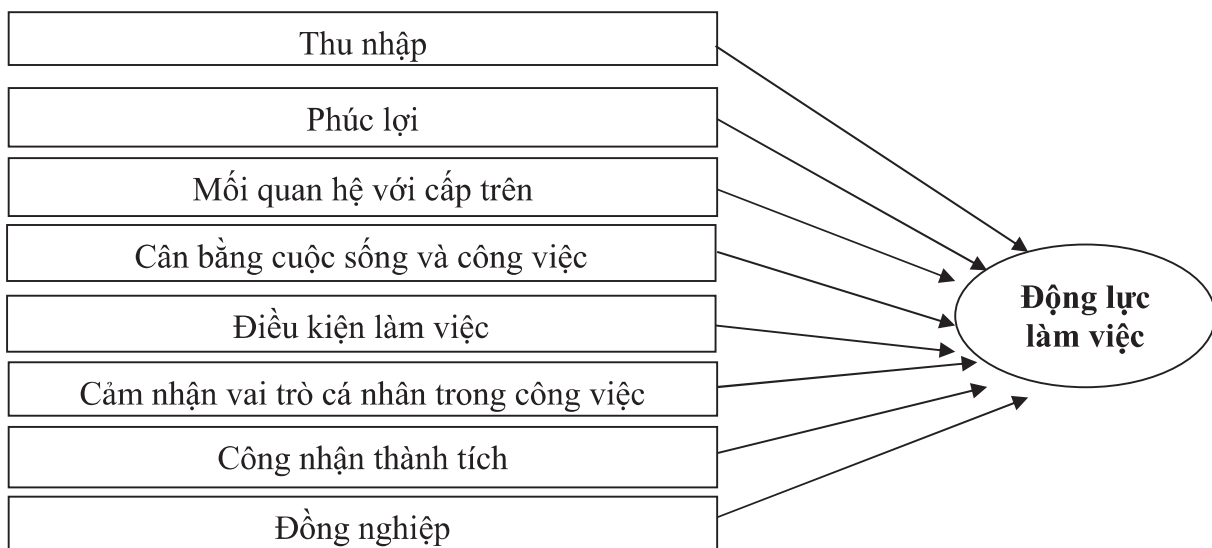 Thu nhập
Phúc lợi
Mối quan hệ với cấp trên
Cân bằng cuộc sống và công việc
Điều kiện làm việc
Cảm nhận vai trò cá nhân trong công việc
Công nhận thành tích
Đồng nghiệp
Động lực
làm việc